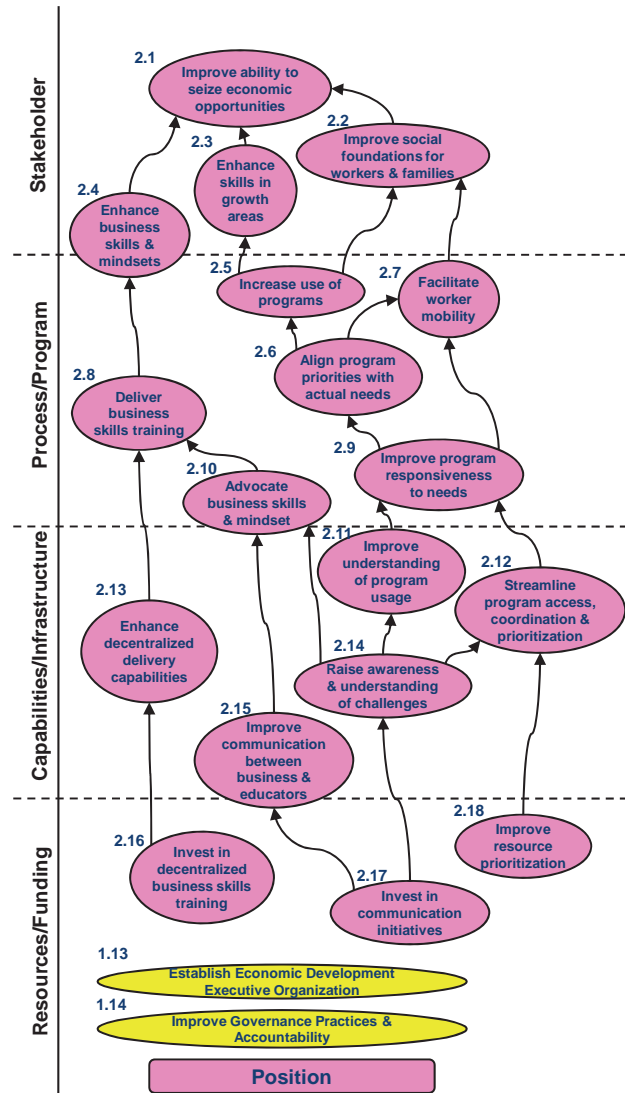 Stakeholder
2.1
Improve ability to
seize economic
opportunities
2.2
Improve social
foundations for
workers & families
2.3
Enhance
skills in
growth
areas
2.4
Enhance
business
skills &
mindsets
Process/Program
2.5
Increase use of
programs
2.7
Facilitate
worker
mobility
2.6
Align program
priorities with
actual needs
2.8
Deliver
business
skills training
2.9
Improve program
responsiveness
to needs
2.10
Advocate
business skills
& mindset
Capabilities/Infrastructure
2.11
Improve
understanding
of program
usage
2.12
Streamline
program access,
coordination &
prioritization
2.13
Enhance
decentralized
delivery
capabilities
2.14
Raise awareness
& understanding
of challenges
2.15
Improve
communication
between
business &
educators
Resources/Funding
2.16
Invest in
decentralized
business skills
training
2.17
Invest in
communication
initiatives
2.18
Improve
resource
prioritization
1.13
Establish Economic Development
Executive Organization
1.14
Improve Governance Practices &
Accountability
Position